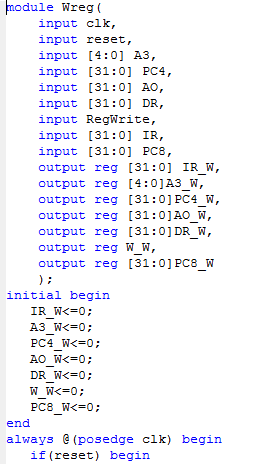 module Wreg(
input clk,
input reset,
input [4:0] A3,
input [31:0] PC4,
input [31:0] AO,
input [31:0] DR,
input RegWrite,
input [31:0] IR,
input [31:0] PC8,
output reg [31:0] IR_W,
output reg [4:0]A3_W,
output reg [31:0]PC4_W,
output reg [31:0]AO_W,
output reg [31:0]DR_W,
output reg W_W,
output reg [31:0]PC8_W
);
initial begin
IR_W<=0;
A3_W<=0;
PC4_W<=0;
AO_W<=0;
DR_W<=0;
W_W<=0;
PC8_W<=0;
end
always @(posedge clk) begin
if(reset) begin